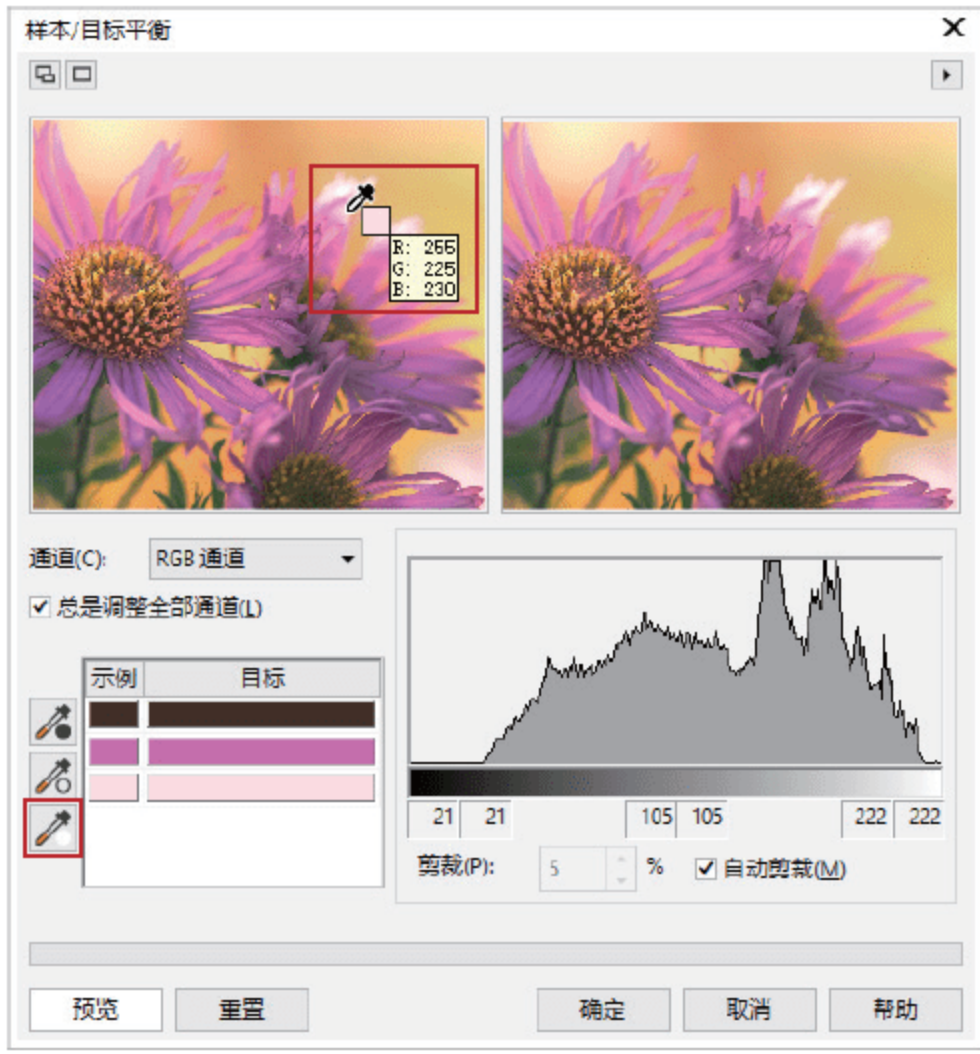 样本/目标平衡
R: 255
G: 225
B: 230
通道(C): RGB 通道
总是调整全部通道(L)
示例 目标
21 21 105 105 222 222
剪裁(P): 5 % 自动剪裁(M)
预览 重置 确定 取消 帮助